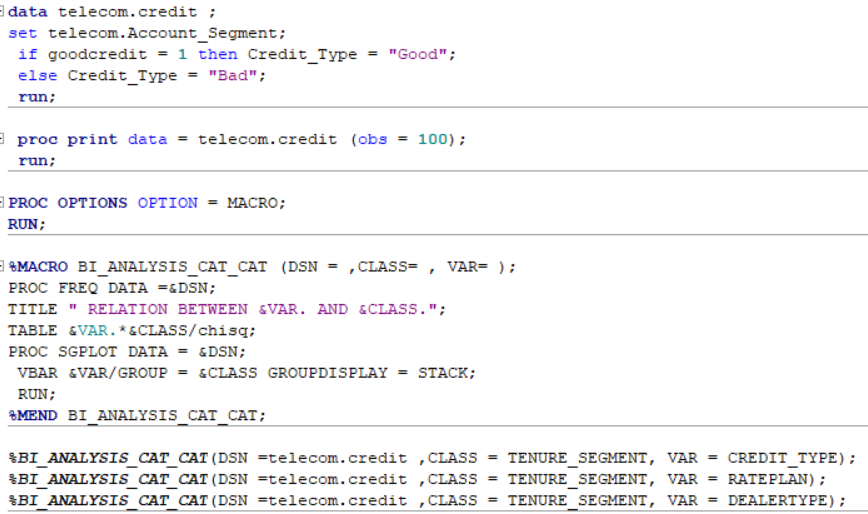 data telecom.credit ;
set telecom.Account_Segment;
if goodcredit = 1 then Credit_Type = "Good";
else Credit_Type = "Bad";
run;
proc print data = telecom.credit (obs = 100);
run;
PROC OPTIONS OPTION = MACRO;
RUN;
%MACRO BI_ANALYSIS_CAT_CAT (DSN = ,CLASS= , VAR= );
PROC FREQ DATA =&DSN;
TITLE " RELATION BETWEEN &VAR. AND &CLASS.";
TABLE &VAR.*&CLASS/chisq;
PROC SGPLOT DATA = &DSN;
VBAR &VAR/GROUP = &CLASS GROUPDISPLAY = STACK;
RUN;
%MEND BI_ANALYSIS_CAT_CAT;
%BI_ANALYSIS_CAT_CAT(DSN =telecom.credit ,CLASS = TENURE_SEGMENT, VAR = CREDIT_TYPE);
%BI_ANALYSIS_CAT_CAT(DSN =telecom.credit ,CLASS = TENURE_SEGMENT, VAR = RATEPLAN);
%BI_ANALYSIS_CAT_CAT(DSN =telecom.credit ,CLASS = TENURE_SEGMENT, VAR = DEALERTYPE);